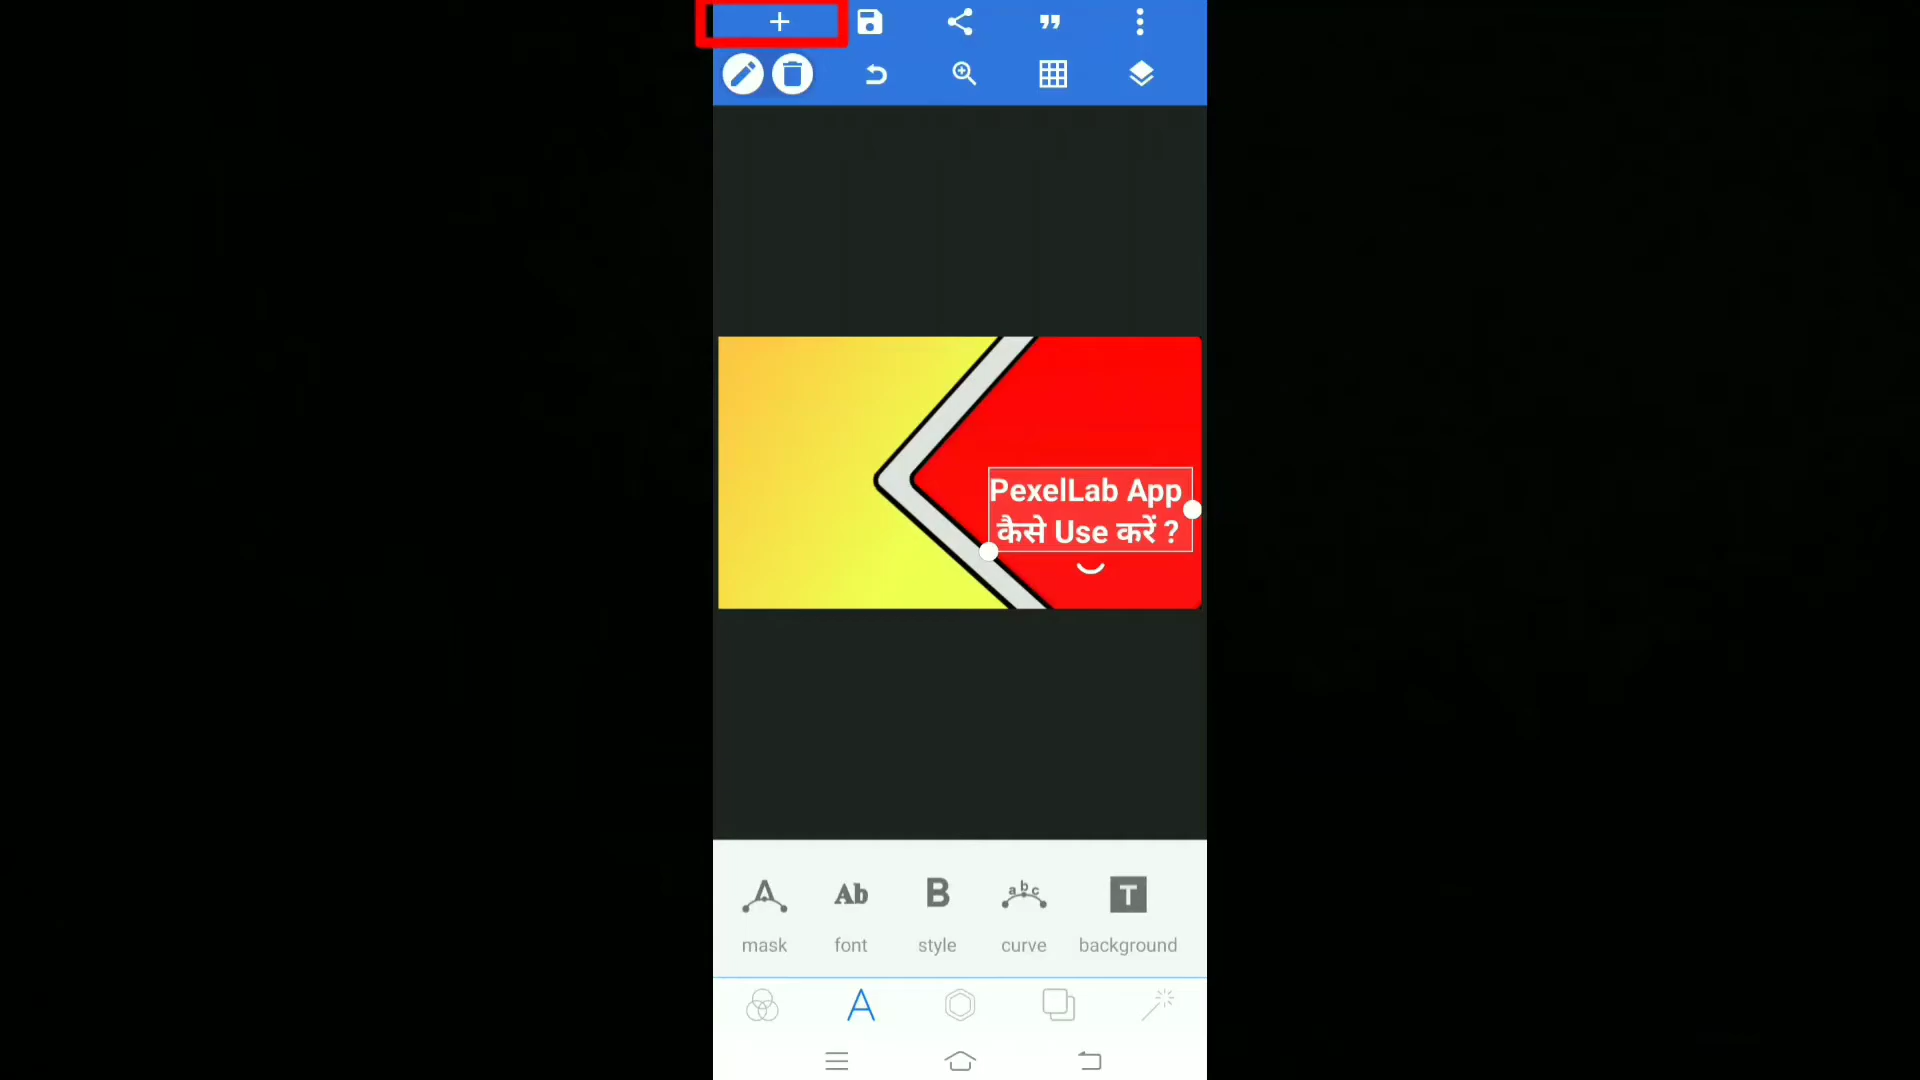 PexelLab App
कैसे Use करें ?
mask
font
style
curve
background